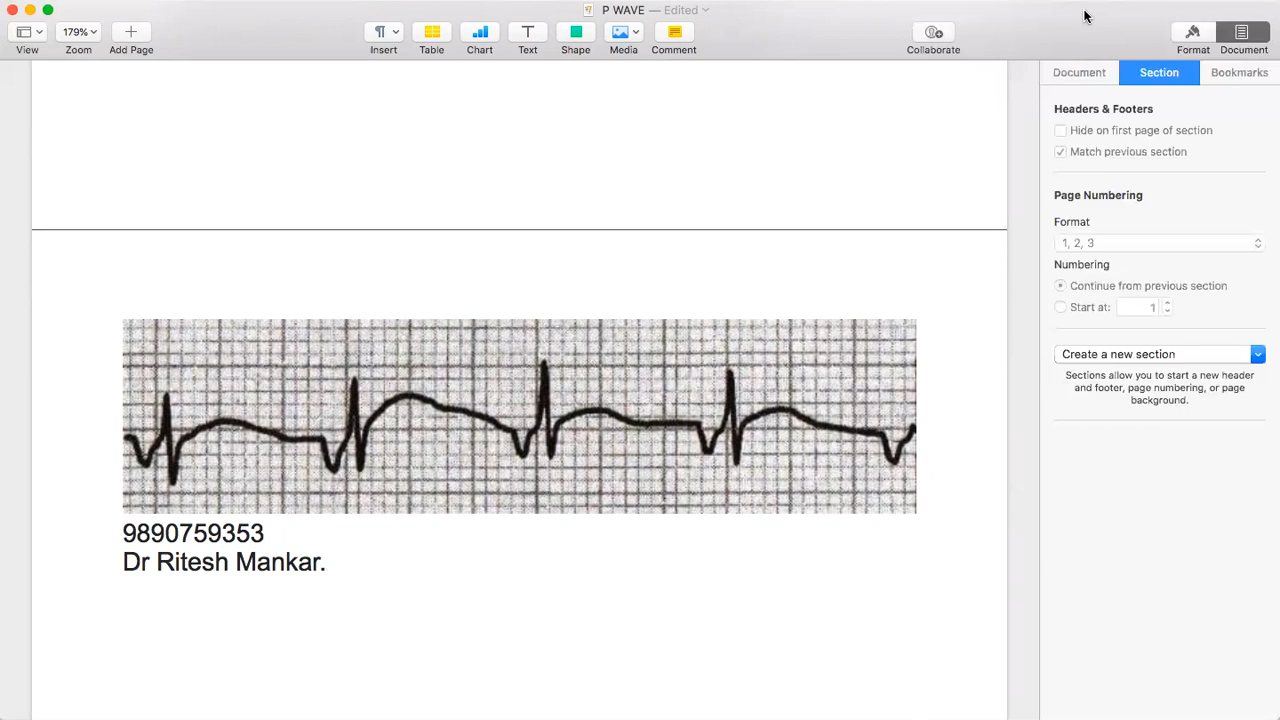 P WAVE — Edited
179%
View
Zoom
Add Page
Insert
Table
Chart
Text
Shape
Media
Comment
Collaborate
Format
Document
Document
Section
Bookmarks
Headers & Footers
Hide on first page of section
Match previous section
Page Numbering
Format
1, 2, 3
Numbering
Continue from previous section
Start at: 1
Create a new section
Sections allow you to start a new header
and footer, page numbering, or page
background.
9890759353
Dr Ritesh Mankar.